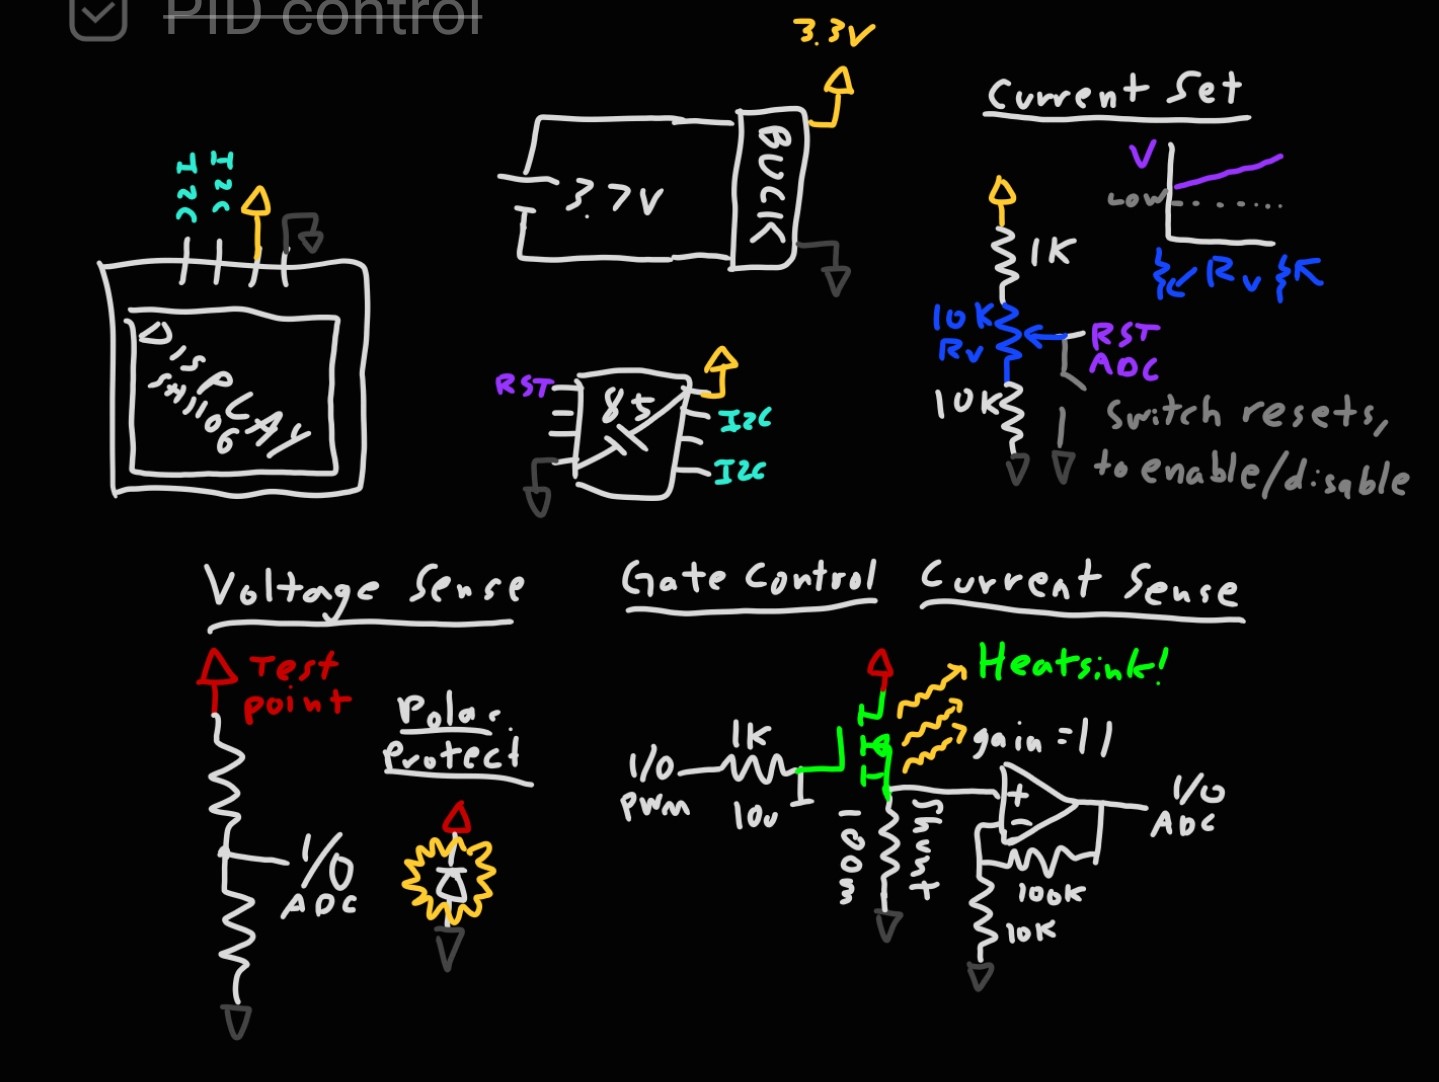 PID control
3.3V
Current Set
V
LOW
I2C
I2C
3.7V
BUCK
1K
Rv
10K
Rv
RST
ADC
10K
DISPLAY
SH1106
RST
85
I2C
I2C
Switch resets,
to enable/disable
Voltage Sense
Gate Control
Current Sense
Test
point
Polar.
Protect
Heatsink!
gain = 11
1K
I/O
PWM
10u
100m
Shunt
+
-
I/O
ADC
I/O
ADC
100K
10K